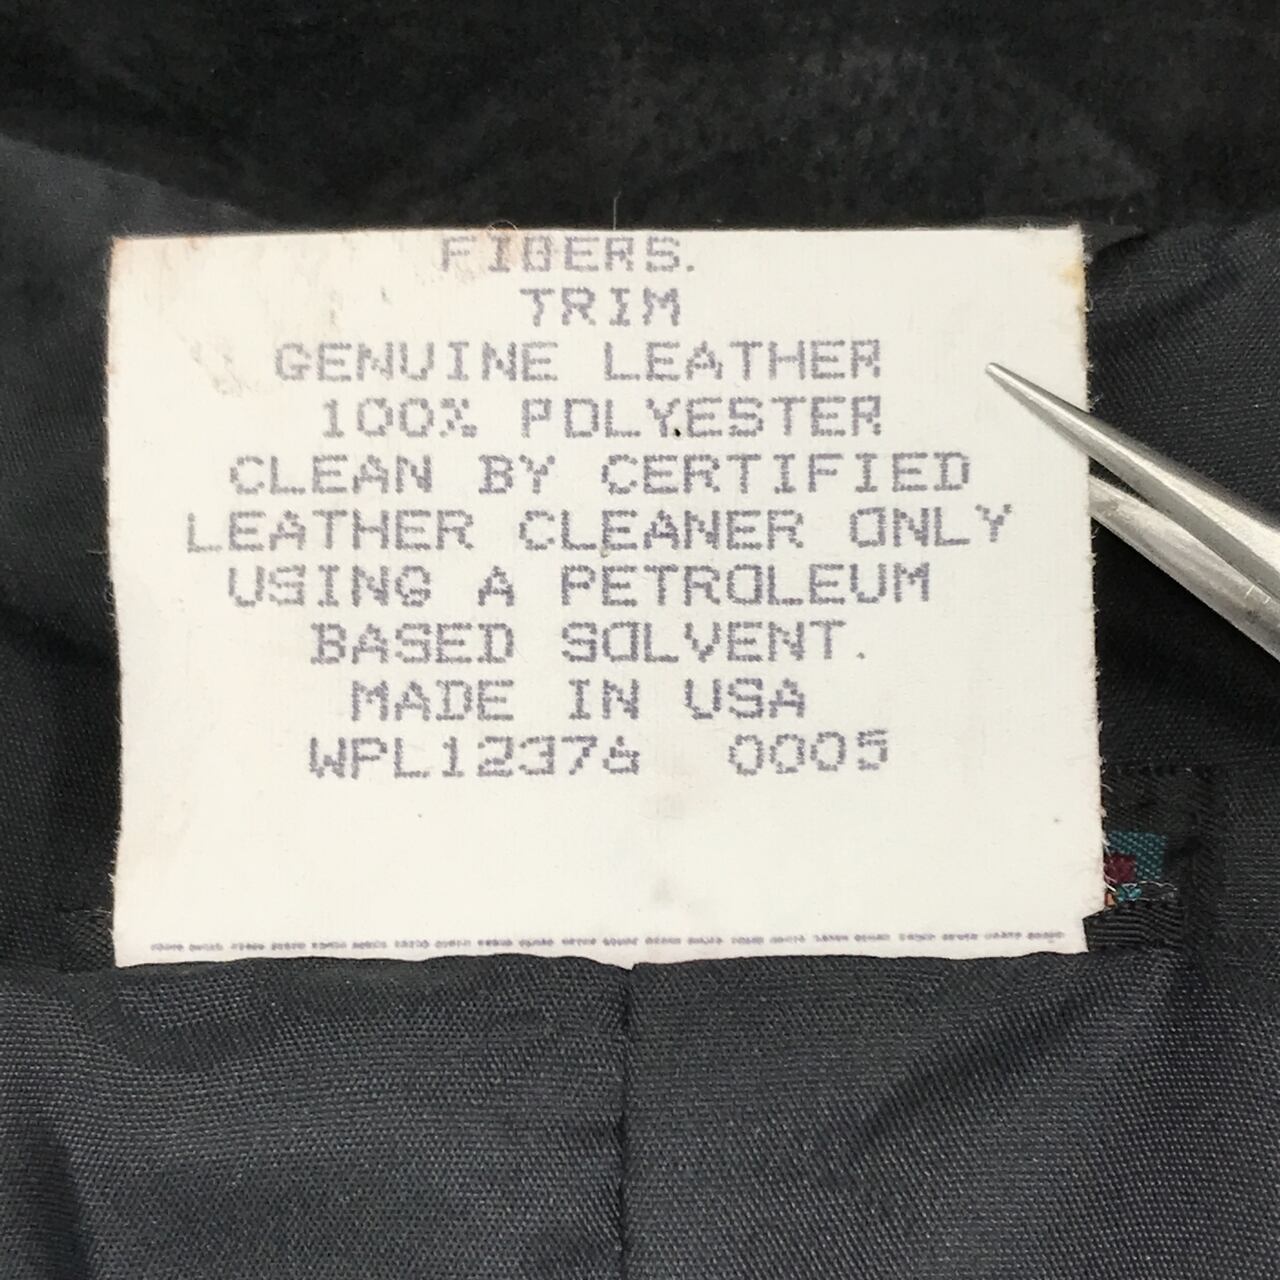 FIBERS.
TRIM
GENUINE LEATHER
100% POLYESTER
CLEAN BY CERTIFIED
LEATHER CLEANER ONLY
USING A PETROLEUM
BASED SOLVENT.
MADE IN USA
WPL12376 0005